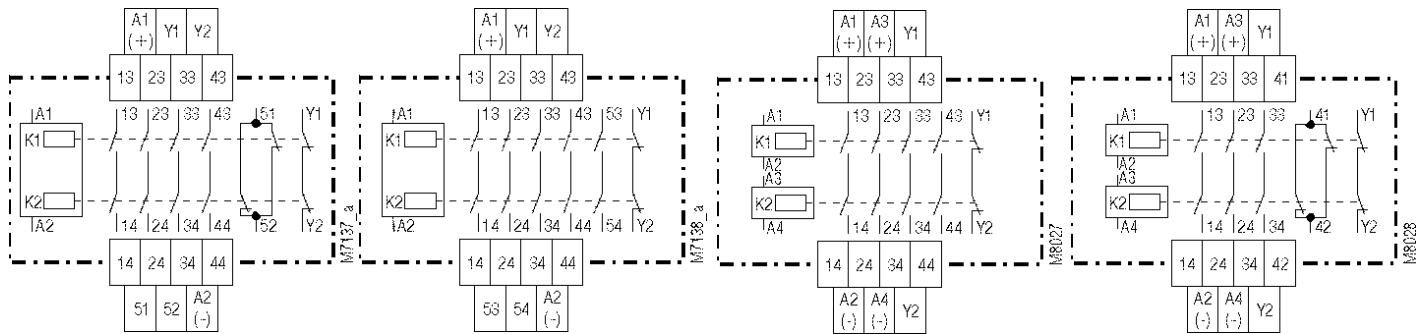 A1 (+) Y1 Y2
13 23 33 43
A1 13 23 33 43 51 Y1
K1
K2
A2 14 24 34 44 52 Y2
14 24 34 44
51 52 A2 (-)
M7137_a
A1 (+) Y1 Y2
13 23 33 43
A1 13 23 33 43 53 Y1
K1
K2
A2 14 24 34 44 54 Y2
14 24 34 44
53 54 A2 (-)
M7138_a
A1 (+) A3 (+) Y1
13 23 33 43
A1 13 23 33 43 Y1
K1
A2
A3
K2
A4 14 24 34 44 Y2
14 24 34 44
A2 (-) A4 (-) Y2
M8027
A1 (+) A3 (+) Y1
13 23 33 41
A1 13 23 33 41 Y1
K1
A2
A3
K2
A4 14 24 34 42 Y2
14 24 34 42
A2 (-) A4 (-) Y2
M8028